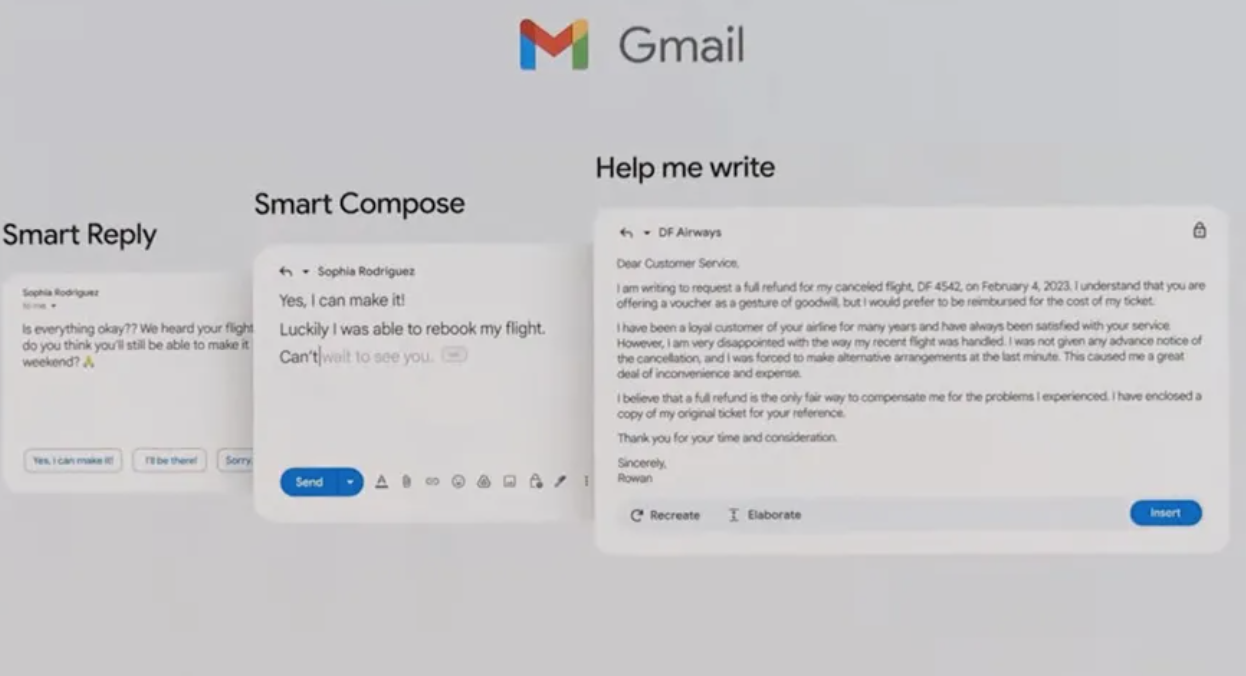 Gmail
Smart Reply
Sophia Rodriguez
to me
Is everything okay?? We heard your flight
do you think you'll still be able to make it
weekend? 🙏
Yes, I can make it!
I'll be there!
Sorry
Smart Compose
Sophia Rodriguez
Yes, I can make it!
Luckily I was able to rebook my flight.
Can't wait to see you.
Send
Help me write
DF Airways
Dear Customer Service,
I am writing to request a full refund for my canceled flight, DF 4542, on February 4, 2023. I understand that you are
offering a voucher as a gesture of goodwill, but I would prefer to be reimbursed for the cost of my ticket.
I have been a loyal customer of your airline for many years and have always been satisfied with your service.
However, I am very disappointed with the way my recent flight was handled. I was not given any advance notice of
the cancellation, and I was forced to make alternative arrangements at the last minute. This caused me a great
deal of inconvenience and expense.
I believe that a full refund is the only fair way to compensate me for the problems I experienced. I have enclosed a
copy of my original ticket for your reference.
Thank you for your time and consideration.
Sincerely,
Rowan
Recreate
Elaborate
Insert